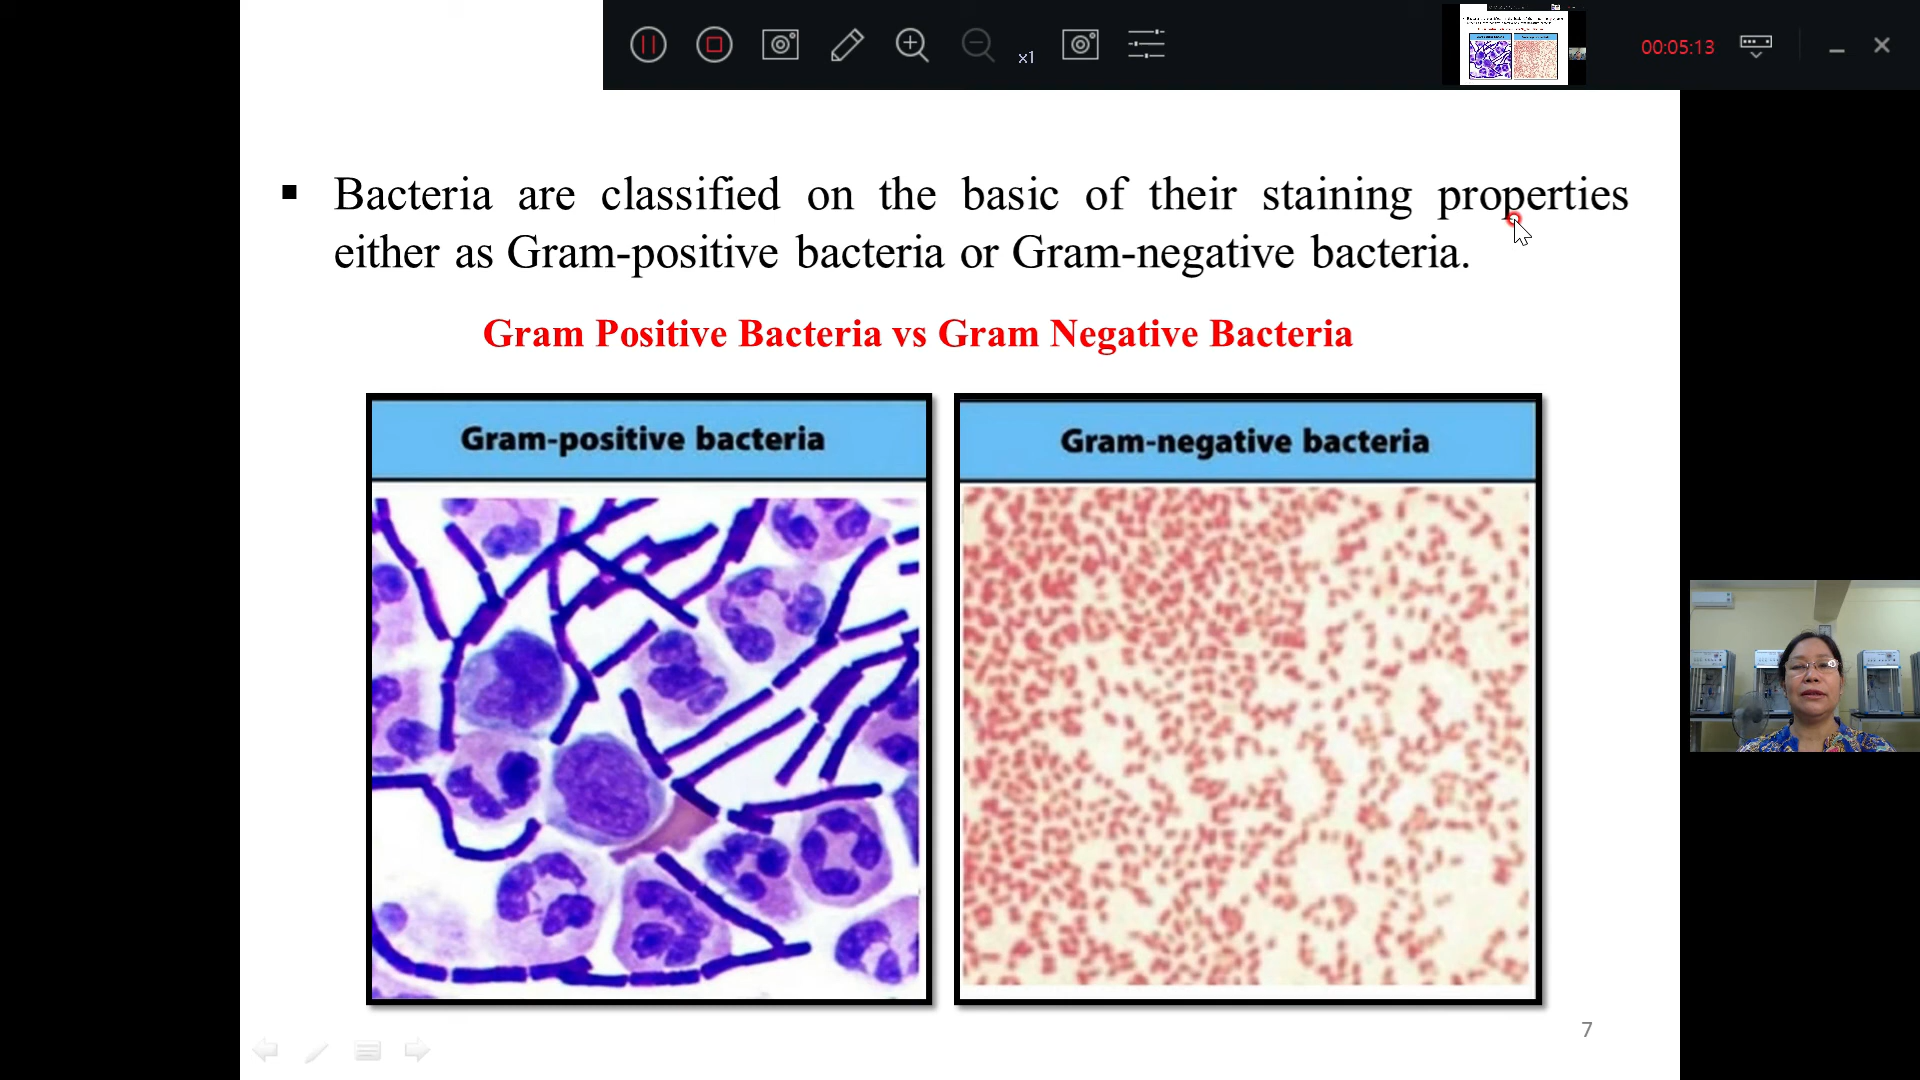 x1
00:05:13
▪ Bacteria are classified on the basic of their staining properties
either as Gram-positive bacteria or Gram-negative bacteria.
Gram Positive Bacteria vs Gram Negative Bacteria
Gram-positive bacteria
Gram-negative bacteria
7